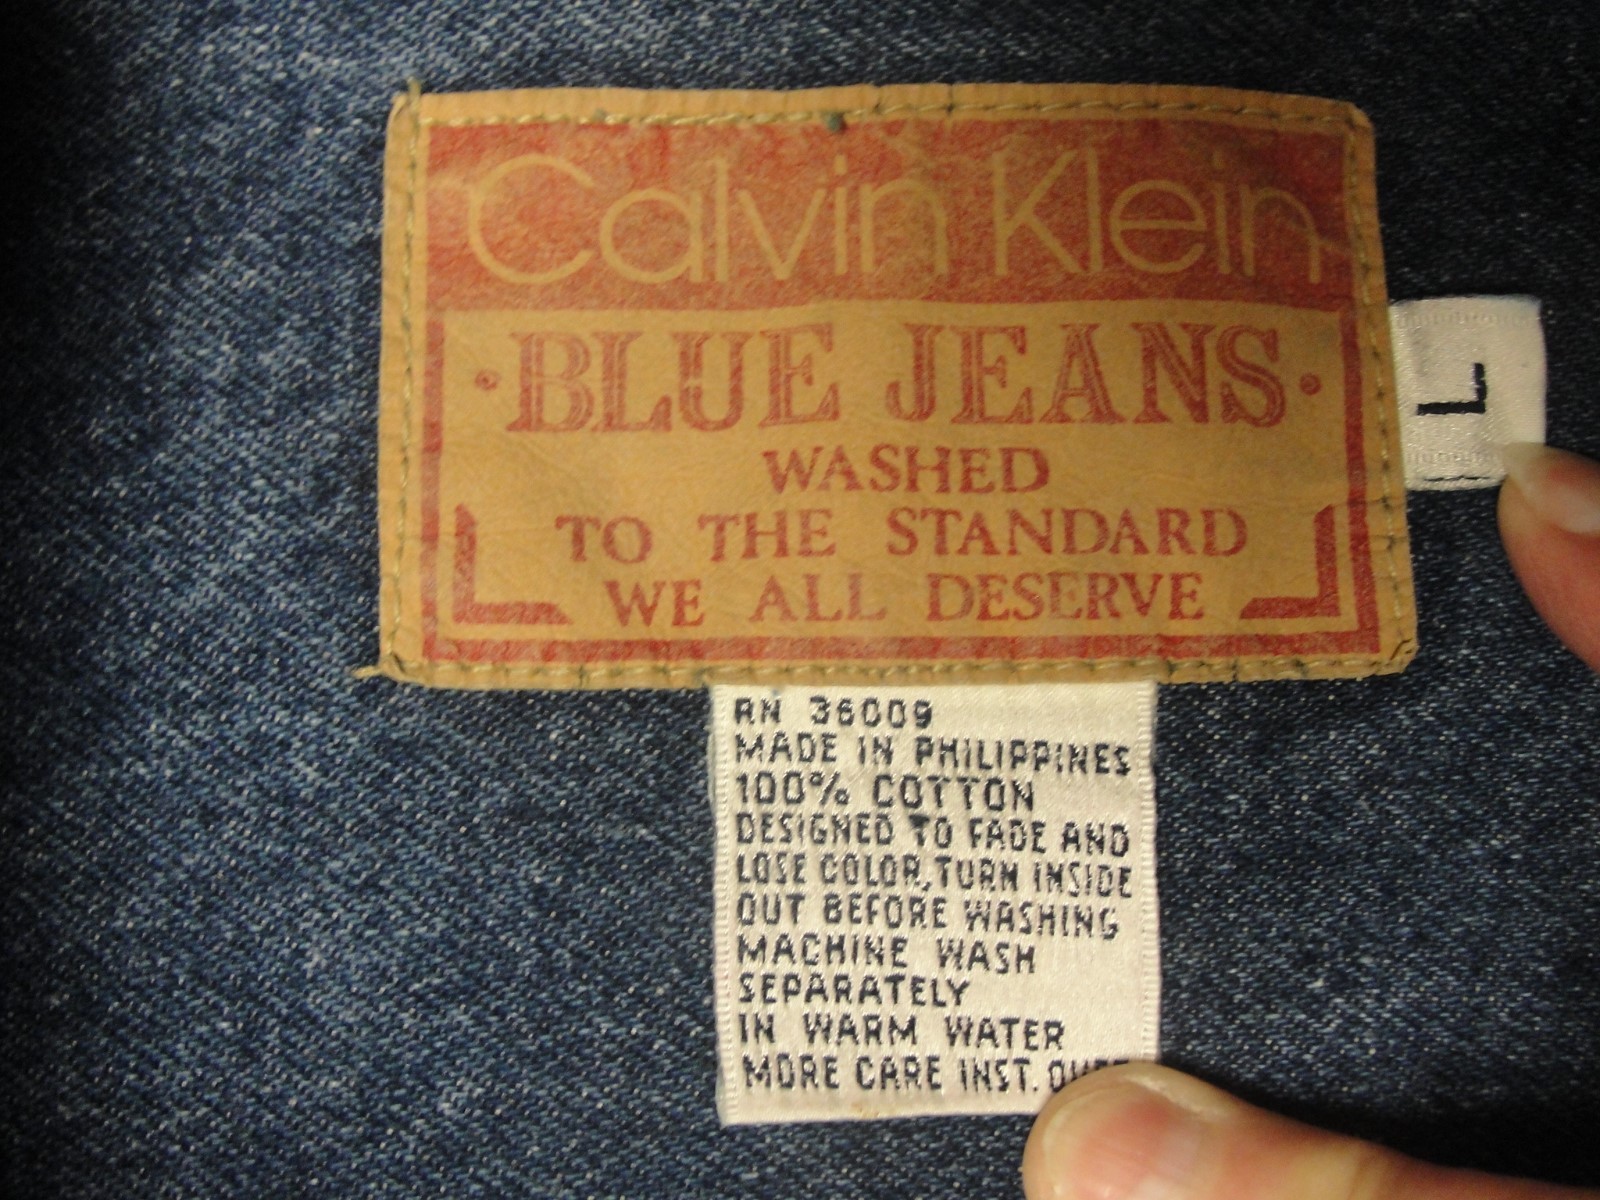 Calvin Klein
·BLUE JEANS·
WASHED
TO THE STANDARD
WE ALL DESERVE
L
RN 36009
MADE IN PHILIPPINES
100% COTTON
DESIGNED TO FADE AND
LOSE COLOR,TURN INSIDE
OUT BEFORE WASHING
MACHINE WASH
SEPARATELY
IN WARM WATER
MORE CARE INST.